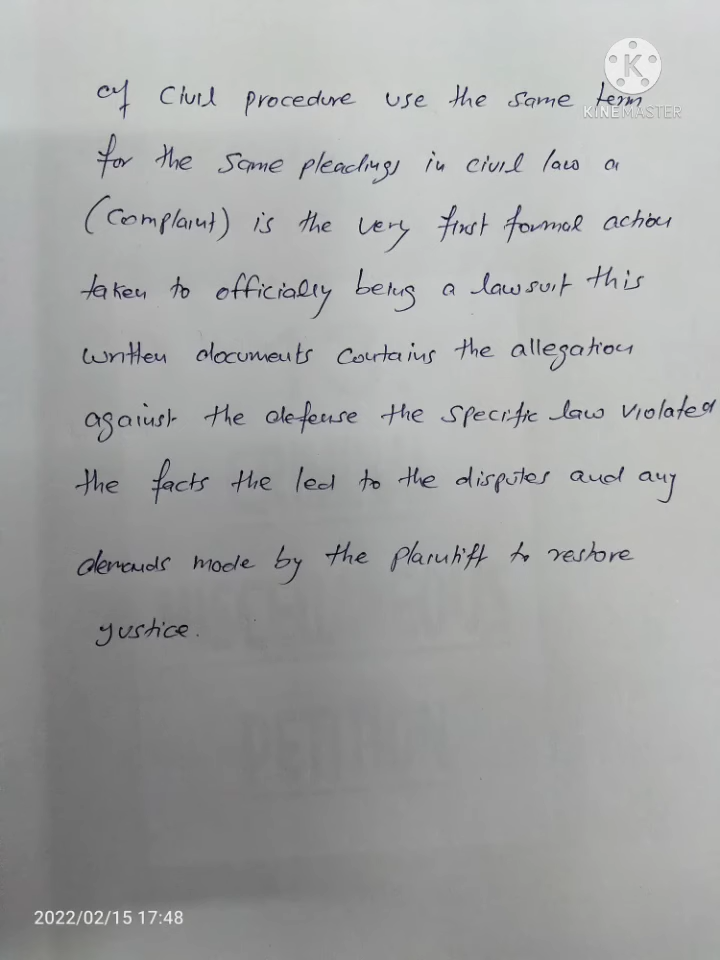 of Civil procedure use the same term
KINEMASTER
for the same pleadings in civil law a
(Complaint) is the very first formal action
taken to officially being a lawsuit this
written documents contains the allegation
against the defense the specific law violated
the facts the led to the disputes and any
demands made by the plaintiff to restore
justice.
2022/02/15 17:48